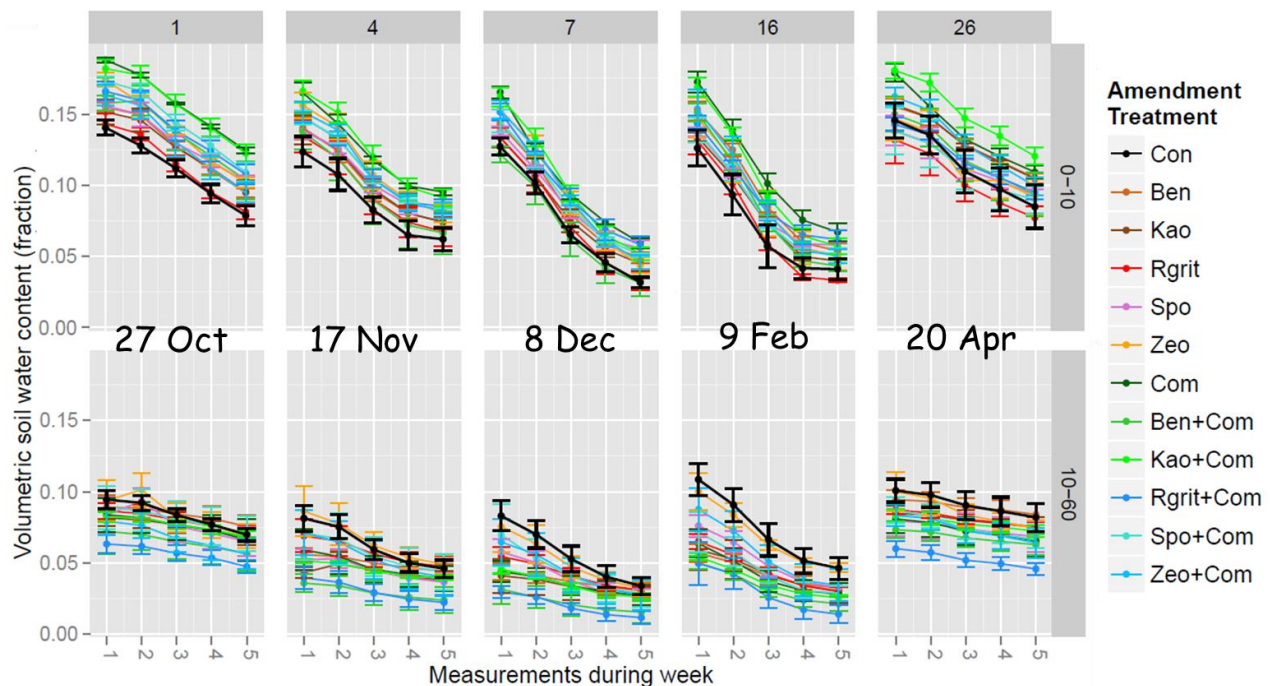 1 4 7 16 26
Volumetric soil water content (fraction)
0.15
0.10
0.05
0.00
0−10
27 Oct 17 Nov 8 Dec 9 Feb 20 Apr
0.15
0.10
0.05
0.00
10−60
1 2 3 4 5 1 2 3 4 5 1 2 3 4 5 1 2 3 4 5 1 2 3 4 5
Measurements during week
Amendment
Treatment
Con
Ben
Kao
Rgrit
Spo
Zeo
Com
Ben+Com
Kao+Com
Rgrit+Com
Spo+Com
Zeo+Com